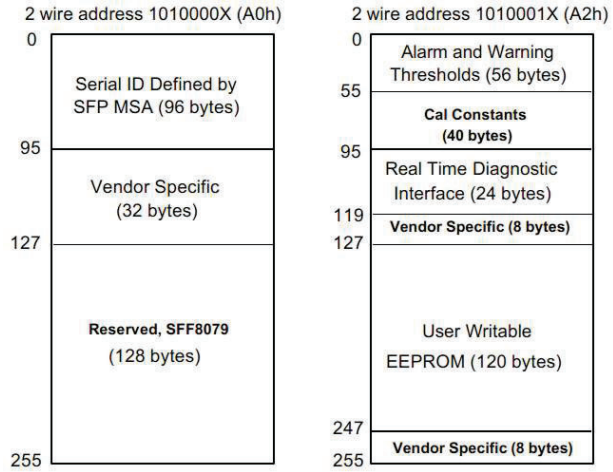 2 wire address 1010000X (A0h)
0
Serial ID Defined by
SFP MSA (96 bytes)
95
Vendor Specific
(32 bytes)
127
Reserved, SFF8079
(128 bytes)
255
2 wire address 1010001X (A2h)
0
Alarm and Warning
Thresholds (56 bytes)
55
Cal Constants
(40 bytes)
95
Real Time Diagnostic
Interface (24 bytes)
119
Vendor Specific (8 bytes)
127
User Writable
EEPROM (120 bytes)
247
Vendor Specific (8 bytes)
255